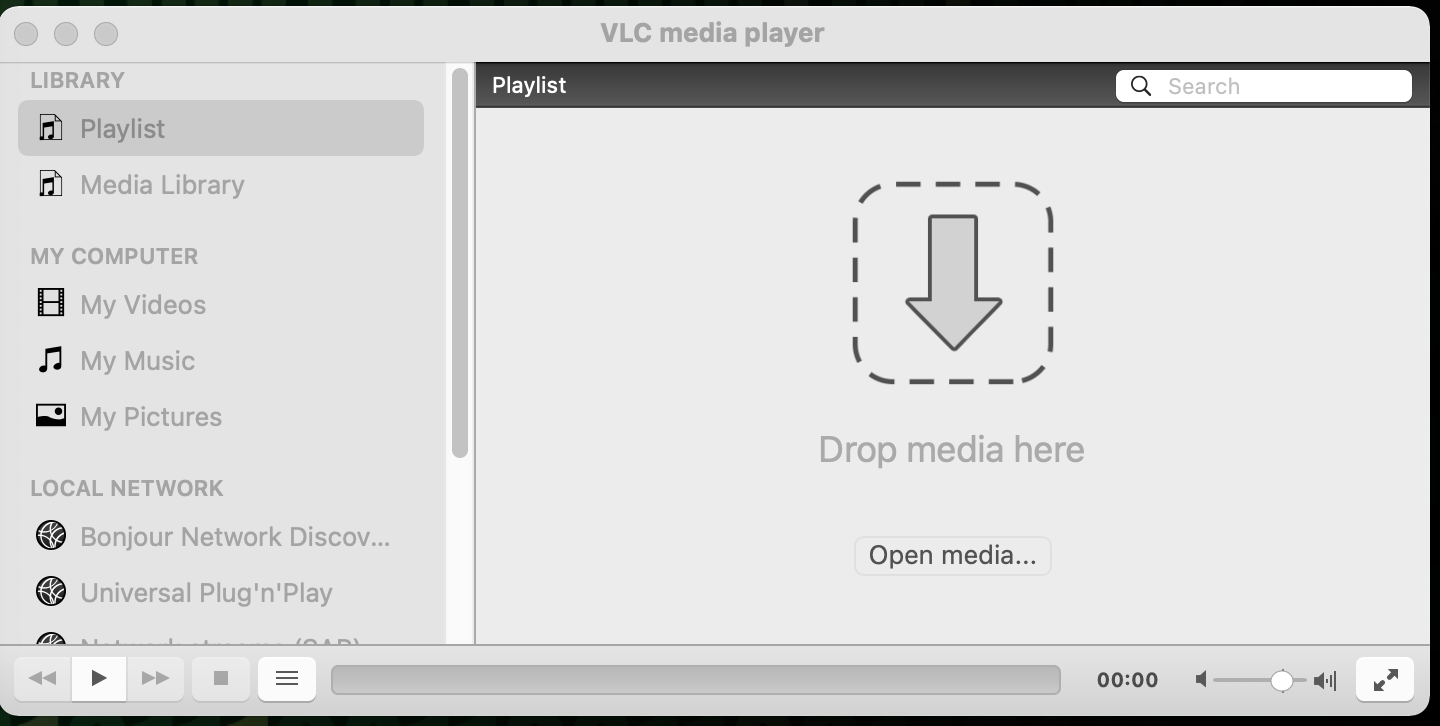 VLC media player
LIBRARY
Playlist
Media Library
MY COMPUTER
My Videos
My Music
My Pictures
LOCAL NETWORK
Bonjour Network Discov...
Universal Plug'n'Play
Playlist
Search
Drop media here
Open media...
00:00